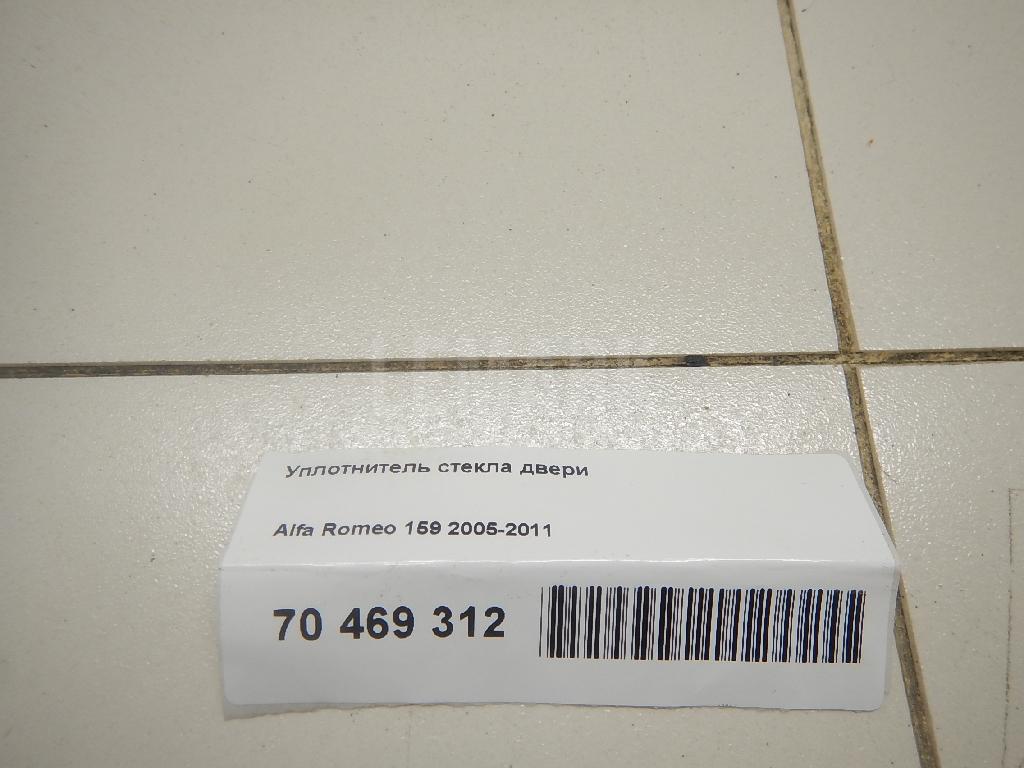 Уплотнитель стекла двери
Alfa Romeo 159 2005-2011
70 469 312